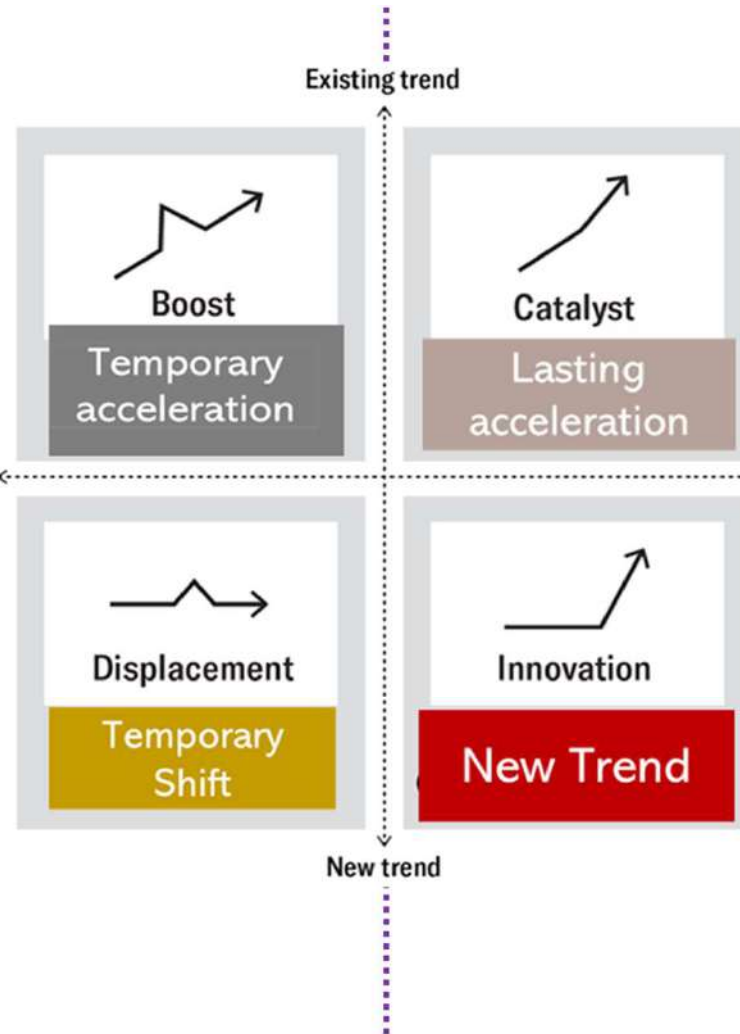 Existing trend
Boost
Temporary
acceleration
Catalyst
Lasting
acceleration
Displacement
Temporary
Shift
Innovation
New Trend
New trend